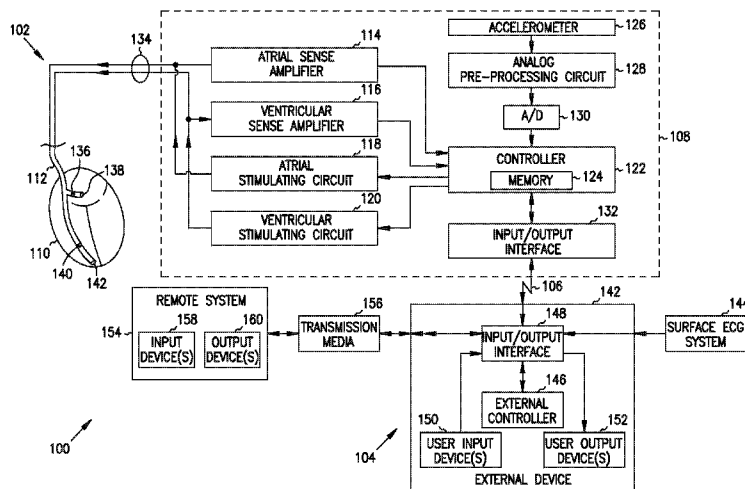 102
134
114
ATRIAL SENSE
AMPLIFIER
116
VENTRICULAR
SENSE AMPLIFIER
118
ATRIAL
STIMULATING CIRCUIT
120
VENTRICULAR
STIMULATING CIRCUIT
ACCELEROMETER
126
ANALOG
PRE-PROCESSING CIRCUIT
128
A/D
130
108
CONTROLLER
MEMORY
124
122
INPUT/OUTPUT
INTERFACE
132
112
136
138
110
140
142
106
142
REMOTE SYSTEM
154
158
INPUT
DEVICE(S)
160
OUTPUT
DEVICE(S)
156
TRANSMISSION
MEDIA
148
INPUT/OUTPUT
INTERFACE
144
SURFACE ECG
SYSTEM
146
EXTERNAL
CONTROLLER
150
USER INPUT
DEVICE(S)
152
USER OUTPUT
DEVICE(S)
EXTERNAL DEVICE
100
104